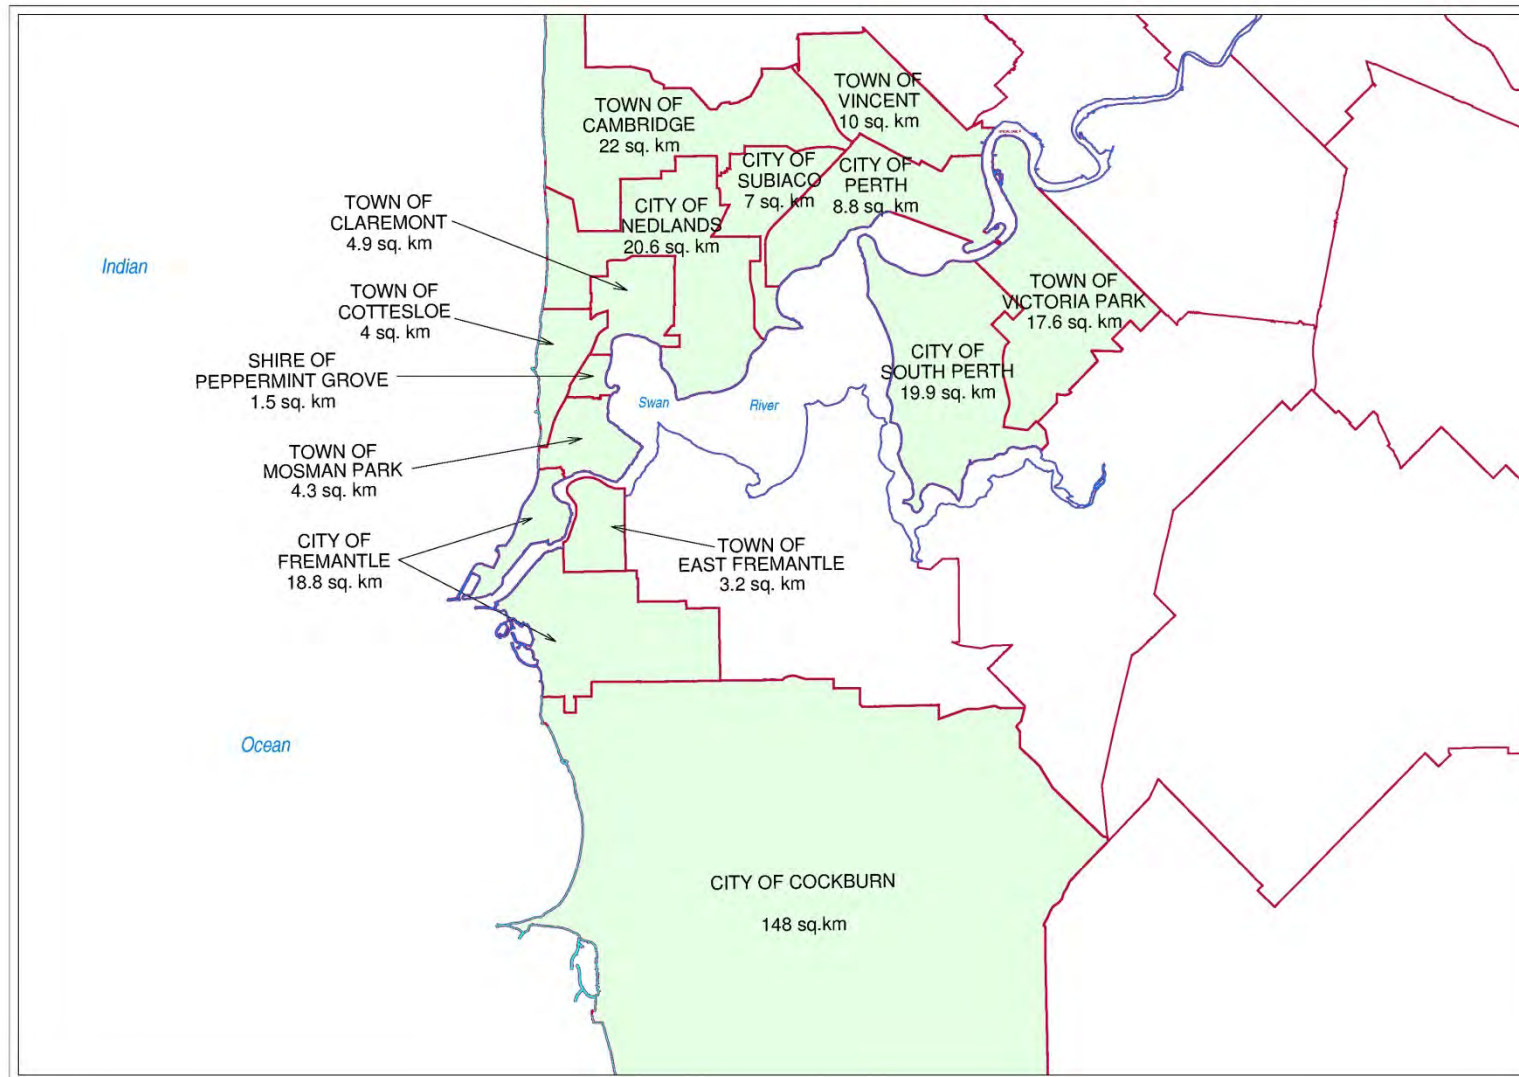 TOWN OF
VINCENT
10 sq. km
TOWN OF
CAMBRIDGE
22 sq. km
CITY OF
SUBIACO
7 sq. km
CITY OF
PERTH
8.8 sq. km
TOWN OF
CLAREMONT
4.9 sq. km
CITY OF
NEDLANDS
20.6 sq. km
Indian
TOWN OF
COTTESLOE
4 sq. km
TOWN OF
VICTORIA PARK
17.6 sq. km
SHIRE OF
PEPPERMINT GROVE
1.5 sq. km
CITY OF
SOUTH PERTH
19.9 sq. km
Swan
River
TOWN OF
MOSMAN PARK
4.3 sq. km
CITY OF
FREMANTLE
18.8 sq. km
TOWN OF
EAST FREMANTLE
3.2 sq. km
Ocean
CITY OF COCKBURN
148 sq.km